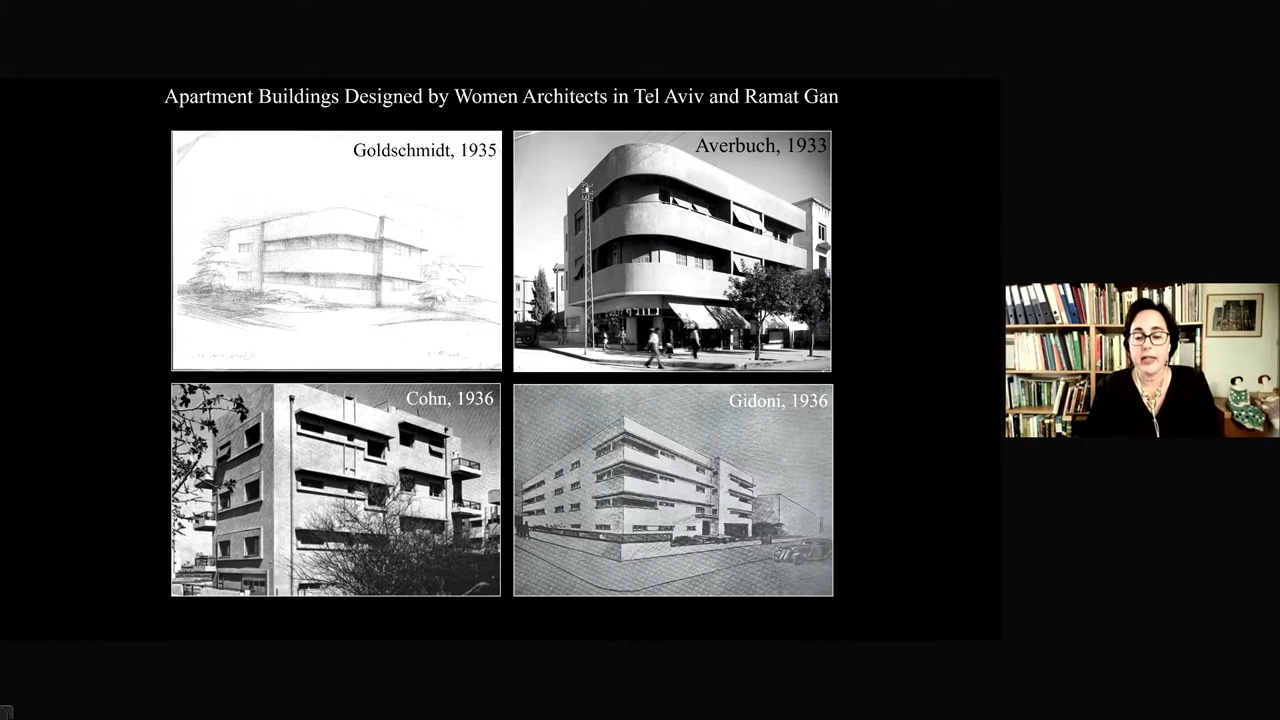 Apartment Buildings Designed by Women Architects in Tel Aviv and Ramat Gan
Goldschmidt, 1935
Averbuch, 1933
Cohn, 1936
Gidoni, 1936